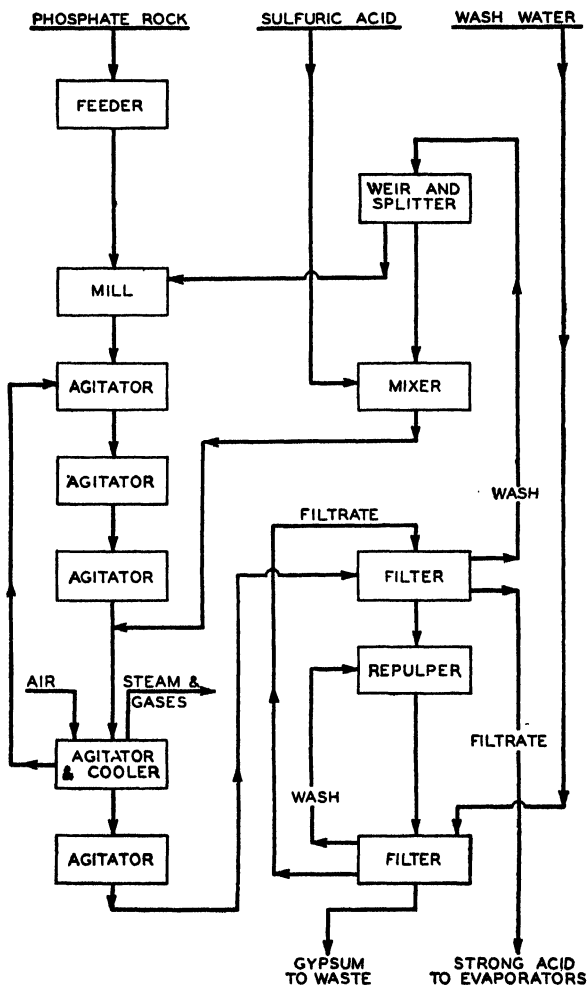 PHOSPHATE ROCK
SULFURIC ACID
WASH WATER
FEEDER
WEIR AND
SPLITTER
MILL
AGITATOR
MIXER
AGITATOR
WASH
FILTRATE
AGITATOR
FILTER
REPULPER
AIR
STEAM &
GASES
FILTRATE
AGITATOR
& COOLER
WASH
AGITATOR
FILTER
GYPSUM
TO WASTE
STRONG ACID
TO EVAPORATORS